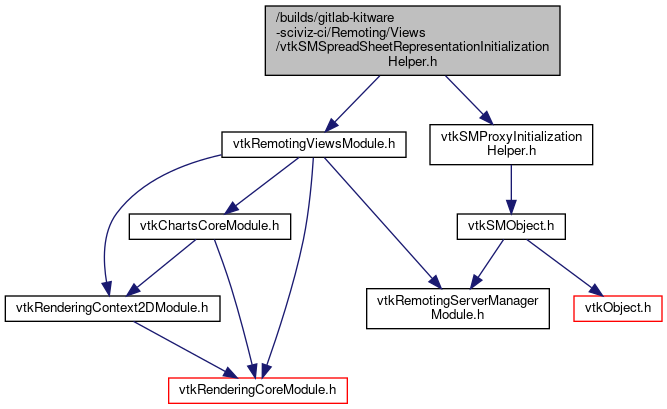 /builds/gitlab-kitware
-sciviz-ci/Remoting/Views
/vtkSMSpreadSheetRepresentationInitialization
Helper.h
vtkRemotingViewsModule.h
vtkSMProxyInitialization
Helper.h
vtkChartsCoreModule.h
vtkSMObject.h
vtkRenderingContext2DModule.h
vtkRemotingServerManager
Module.h
vtkObject.h
vtkRenderingCoreModule.h